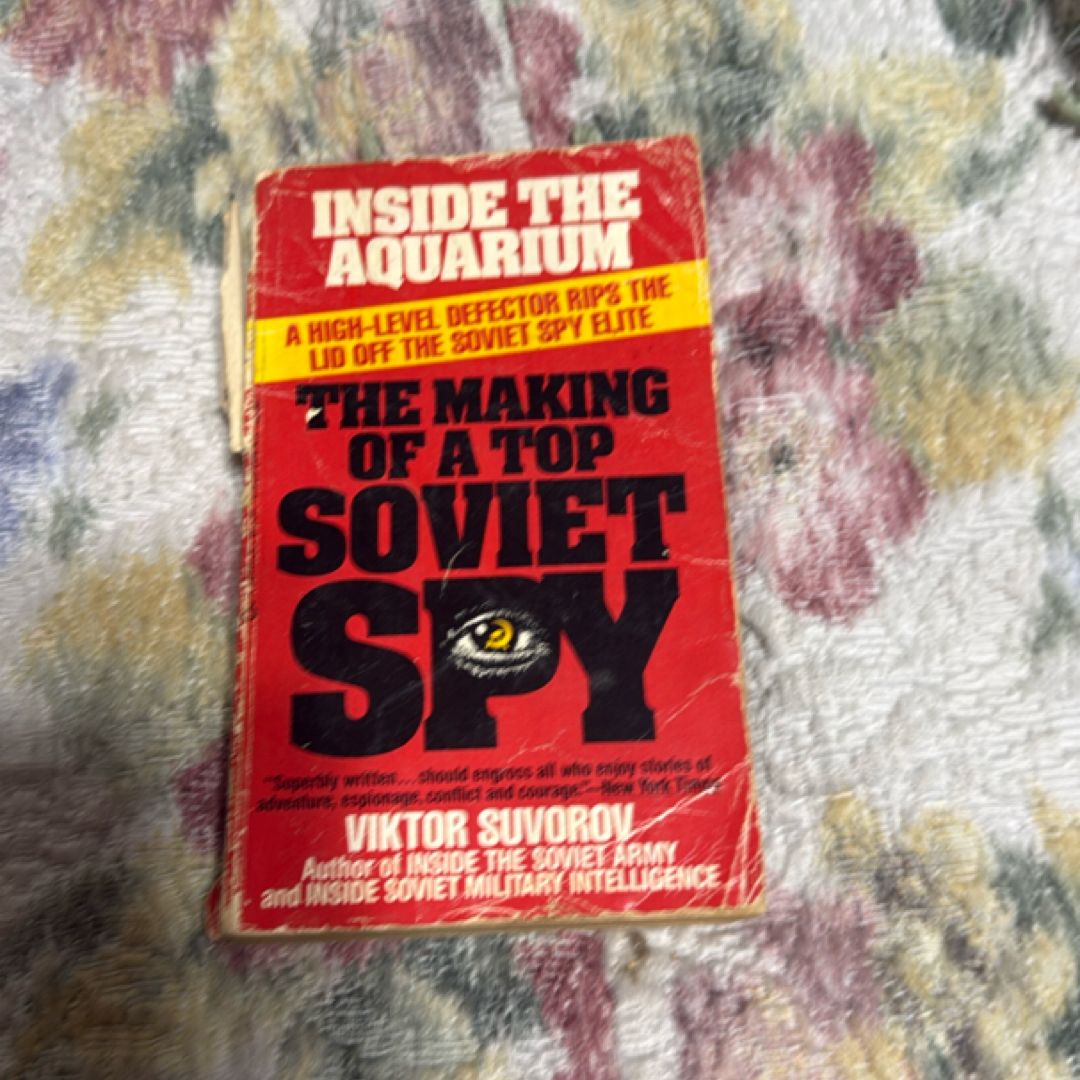 INSIDE THE
AQUARIUM
A HIGH-LEVEL DEFECTOR RIPS THE
LID OFF THE SOVIET SPY ELITE
THE MAKING
OF A TOP
SOVIET
SPY
"Superbly written...should engross all who enjoy stories of
adventure, espionage, conflict and courage."—New York Times
VIKTOR SUVOROV
Author of INSIDE THE SOVIET ARMY
and INSIDE SOVIET MILITARY INTELLIGENCE